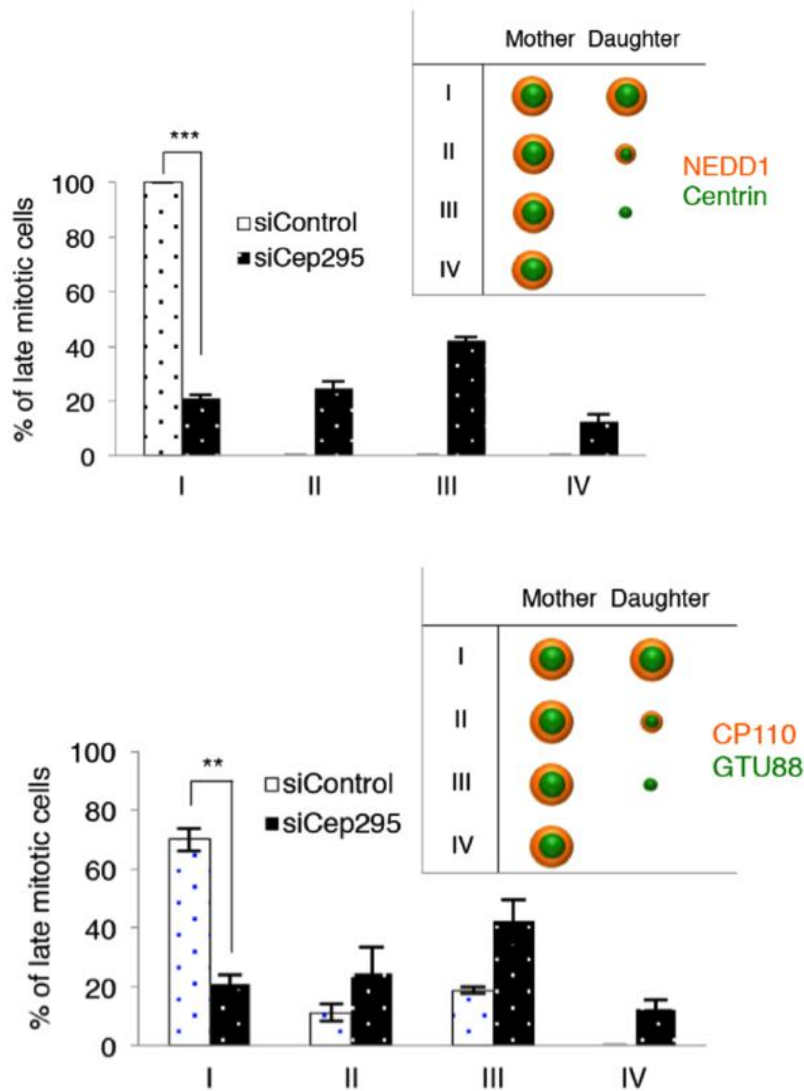 Mother Daughter
I
II
III
IV
NEDD1
Centrin
***
100
80
60
40
20
0
% of late mitotic cells
siControl
siCep295
I II III IV
Mother Daughter
I
II
III
IV
CP110
GTU88
**
100
80
60
40
20
0
% of late mitotic cells
siControl
siCep295
I II III IV